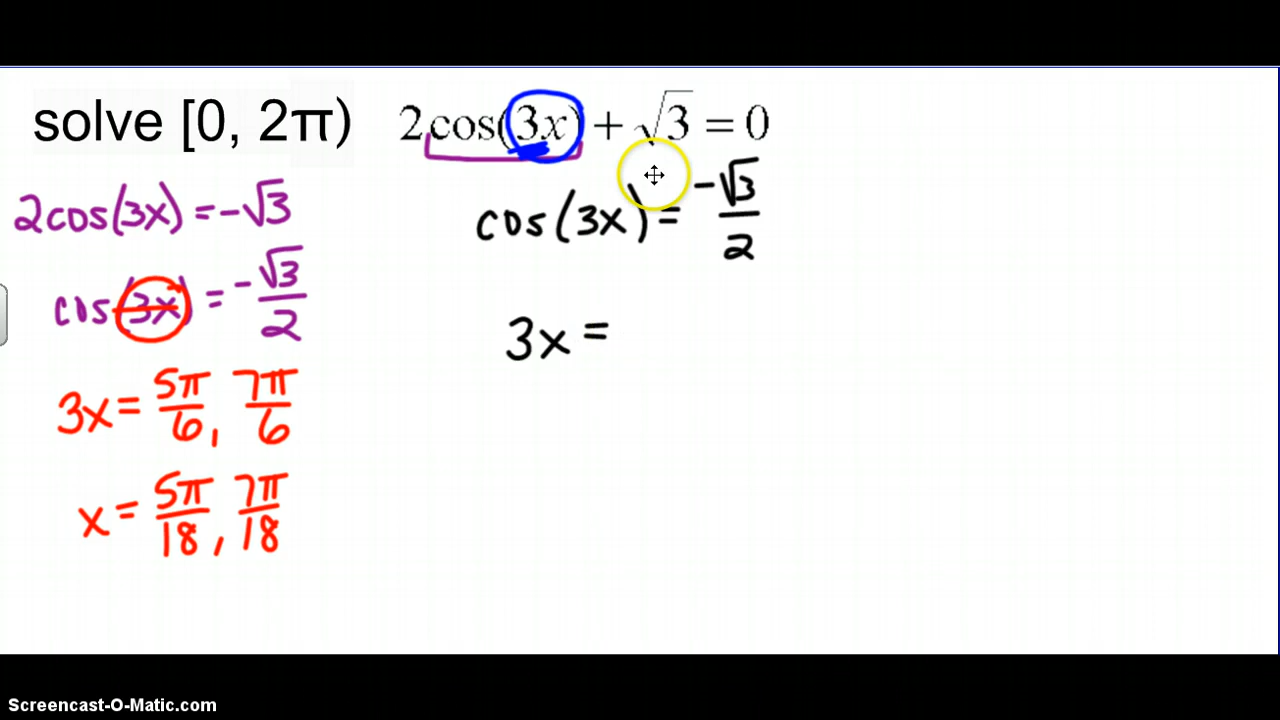 solve [0, 2π) 2cos(3x) + √3 = 0
2cos(3x) = -√3
cos(3x) = -√3/2
3x = 5π/6, 7π/6
x = 5π/18, 7π/18
cos(3x) = -√3/2
3x =
Screencast-O-Matic.com